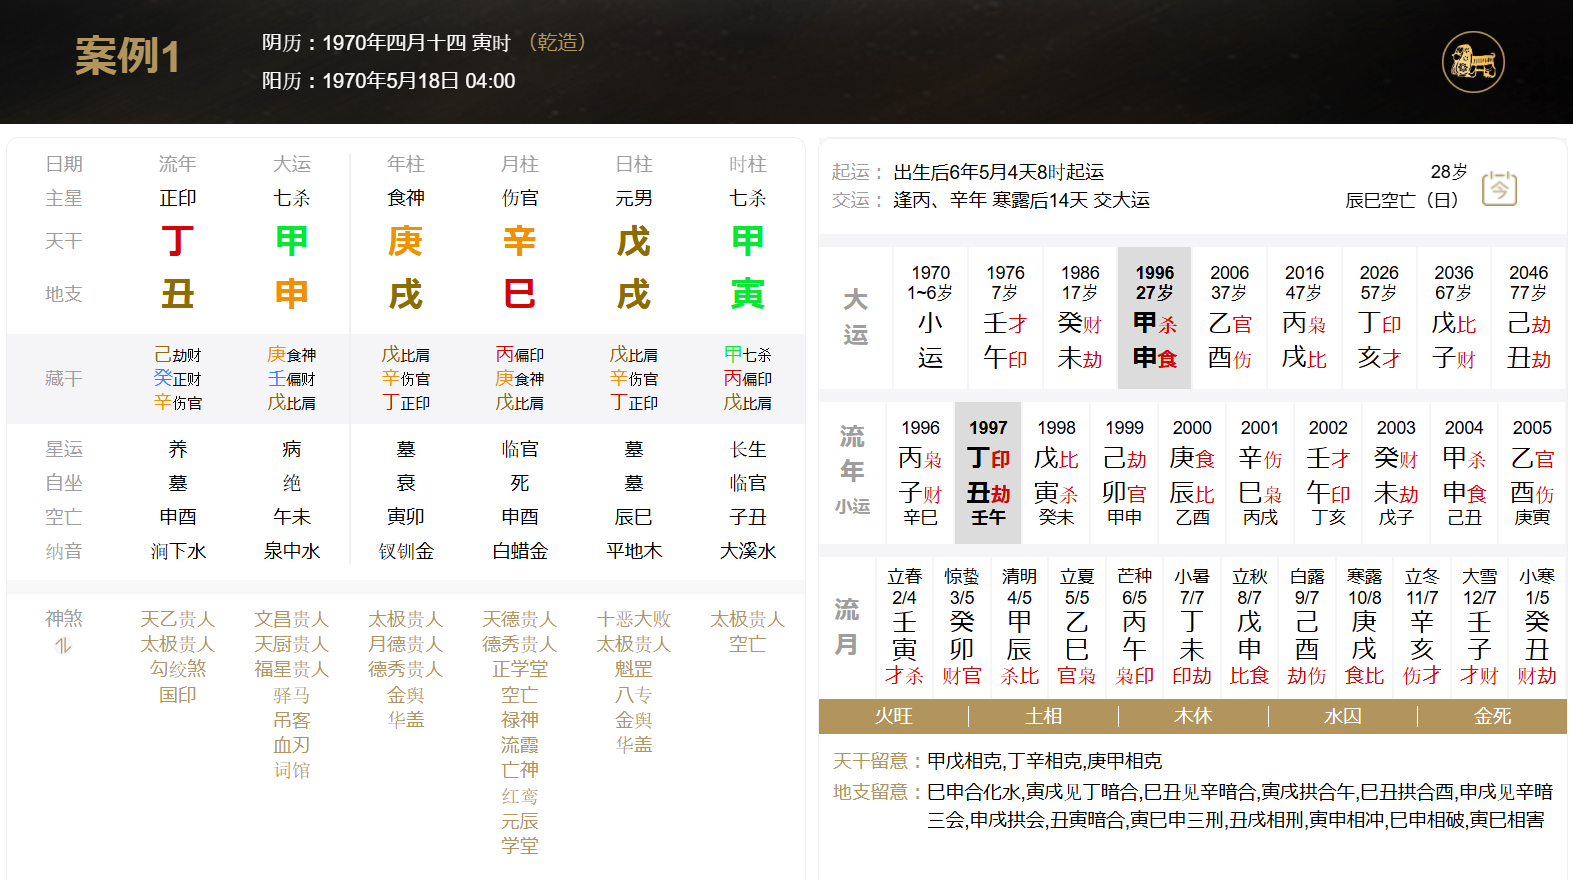 案例1
阴历：1970年四月十四 寅时 （乾造）
阳历：1970年5月18日 04:00
日期 流年 大运 年柱 月柱 日柱 时柱
主星 正印 七杀 食神 伤官 元男 七杀
天干 丁 甲 庚 辛 戊 甲
地支 丑 申 戌 巳 戌 寅
藏干
己劫财 庚食神 戊比肩 丙偏印 戊比肩 甲七杀
癸正财 壬偏财 辛伤官 庚食神 辛伤官 丙偏印
辛伤官 戊比肩 丁正印 戊比肩 丁正印 戊比肩
星运 养 病 墓 临官 墓 长生
自坐 墓 绝 衰 死 墓 临官
空亡 申酉 午未 寅卯 申酉 辰巳 子丑
纳音 涧下水 泉中水 钗钏金 白蜡金 平地木 大溪水
神煞 天乙贵人 文昌贵人 太极贵人 天德贵人 十恶大败 太极贵人
太极贵人 天厨贵人 月德贵人 德秀贵人 太极贵人 空亡
勾绞煞 福星贵人 德秀贵人 正学堂 魁罡
国印 驿马 金舆 空亡 八专
吊客 华盖 禄神 金舆
血刃 流霞 华盖
词馆 亡神
红鸾
元辰
学堂
起运： 出生后6年5月4天8时起运 28岁
今
交运： 逢丙、辛年 寒露后14天 交大运 辰巳空亡（日）
大运
1970 1976 1986 1996 2006 2016 2026 2036 2046
1~6岁 7岁 17岁 27岁 37岁 47岁 57岁 67岁 77岁
小 壬才 癸财 甲杀 乙官 丙枭 丁印 戊比 己劫
运 午印 未劫 申食 酉伤 戌比 亥才 子财 丑劫
流年
小运
1996 1997 1998 1999 2000 2001 2002 2003 2004 2005
丙枭 丁印 戊比 己劫 庚食 辛伤 壬才 癸财 甲杀 乙官
子财 丑劫 寅杀 卯官 辰比 巳枭 午印 未劫 申食 酉伤
辛巳 壬午 癸未 甲申 乙酉 丙戌 丁亥 戊子 己丑 庚寅
流月
立春 惊蛰 清明 立夏 芒种 小暑 立秋 白露 寒露 立冬 大雪 小寒
2/4 3/5 4/5 5/5 6/5 7/7 8/7 9/7 10/8 11/7 12/7 1/5
壬 癸 甲 乙 丙 丁 戊 己 庚 辛 壬 癸
寅 卯 辰 巳 午 未 申 酉 戌 亥 子 丑
才杀 财官 杀比 官枭 枭印 印劫 比食 劫伤 食比 伤才 才财 财劫
火旺 土相 木休 水囚 金死
天干留意：甲戊相克,丁辛相克,庚甲相克
地支留意：巳申合化水,寅戌见丁暗合,巳丑见辛暗合,寅戌拱合午,巳丑拱合酉,申戌见辛暗
三会,申戌拱会,丑寅暗合,寅巳申三刑,丑戌相刑,寅申相冲,巳申相破,寅巳相害